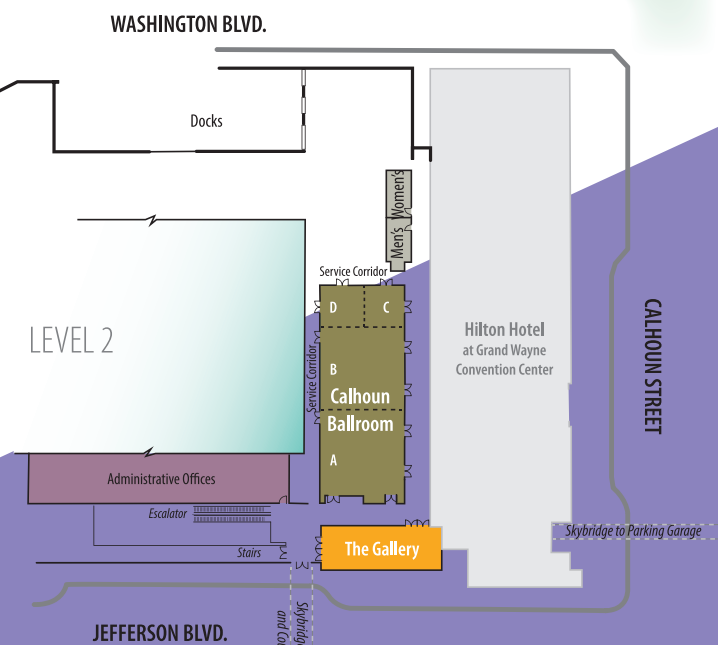 WASHINGTON BLVD.
Docks
Women's
Men's
Service Corridor
D
C
LEVEL 2
Hilton Hotel
at Grand Wayne
Convention Center
CALHOUN STREET
Service Corridor
B
Calhoun
Ballroom
A
Administrative Offices
Escalator
Stairs
The Gallery
Skybridge to Parking Garage
JEFFERSON BLVD.
and